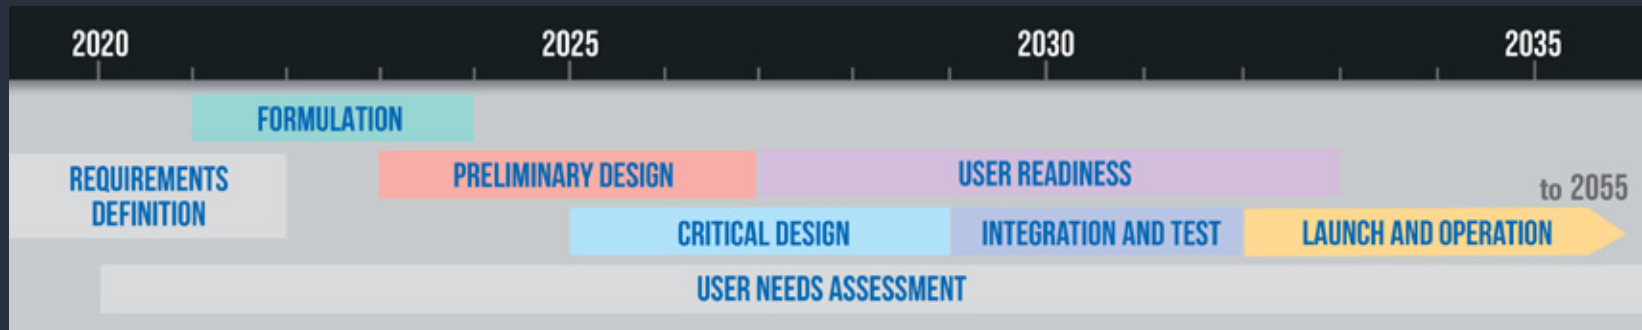 2020
2025
2030
2035
FORMULATION
REQUIREMENTS
DEFINITION
PRELIMINARY DESIGN
USER READINESS
to 2055
CRITICAL DESIGN
INTEGRATION AND TEST
LAUNCH AND OPERATION
USER NEEDS ASSESSMENT